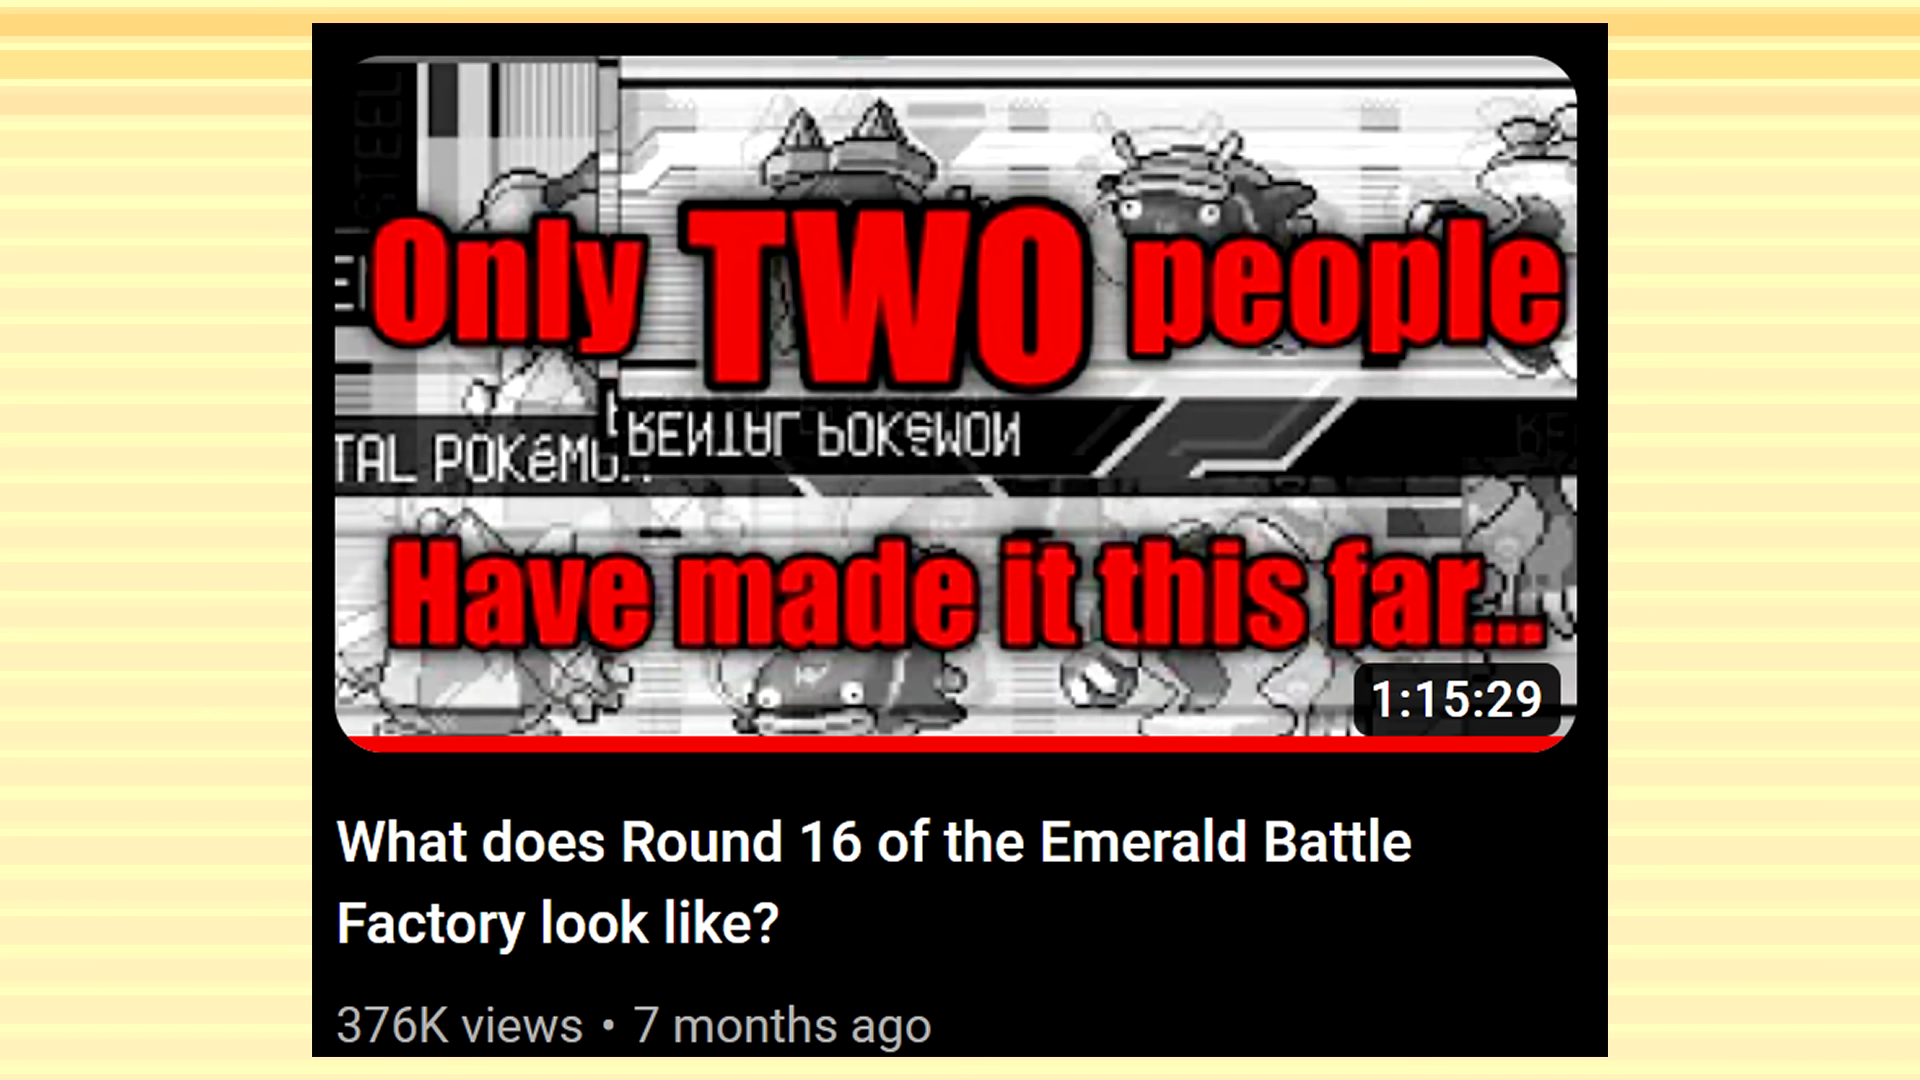 STEEL
Only TWO people
RENTAL POKéMON
TAL POKéMO
Have made it this far...
1:15:29
What does Round 16 of the Emerald Battle
Factory look like?
376K views • 7 months ago